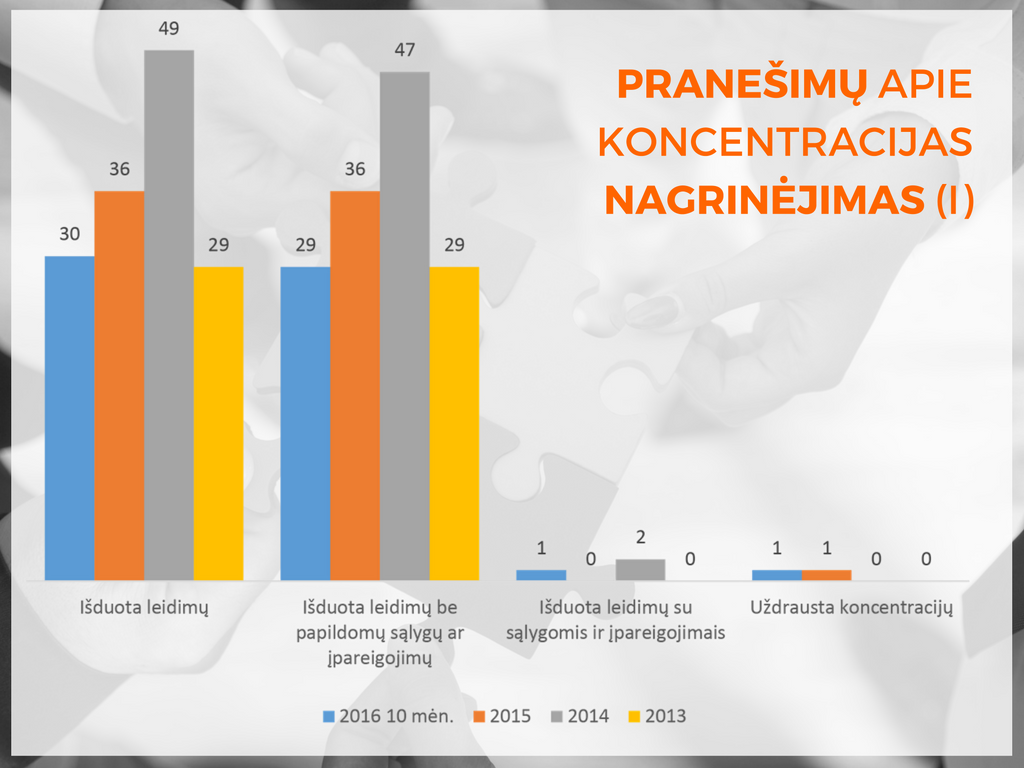 PRANEŠIMŲ APIE
KONCENTRACIJAS
NAGRINĖJIMAS (I)
49
47
36
36
30
29
29
29
1
0
2
0
1
1
0
0
Išduota leidimų
Išduota leidimų be
papildomų sąlygų ar
įpareigojimų
Išduota leidimų su
sąlygomis ir įpareigojimais
Uždrausta koncentracijų
2016 10 mėn. 2015 2014 2013